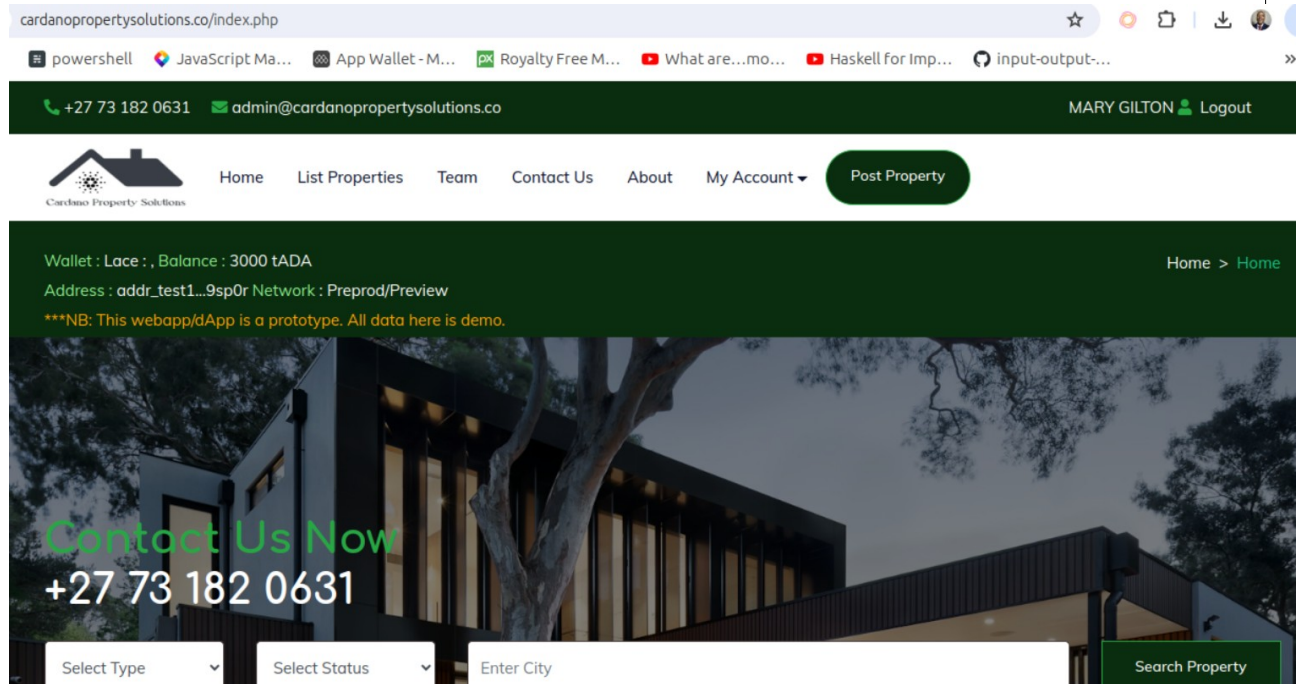 cardanopropertysolutions.co/index.php
powershell JavaScript Ma... App Wallet - M... Royalty Free M... What are...mo... Haskell for Imp... input-output-... »
+27 73 182 0631 admin@cardanopropertysolutions.co MARY GILTON Logout
Cardano Property Solutions
Home List Properties Team Contact Us About My Account Post Property
Wallet : Lace : , Balance : 3000 tADA
Home > Home
Address : addr_test1...9sp0r Network : Preprod/Preview
***NB: This webapp/dApp is a prototype. All data here is demo.
Contact Us Now
+27 73 182 0631
Select Type Select Status Enter City Search Property